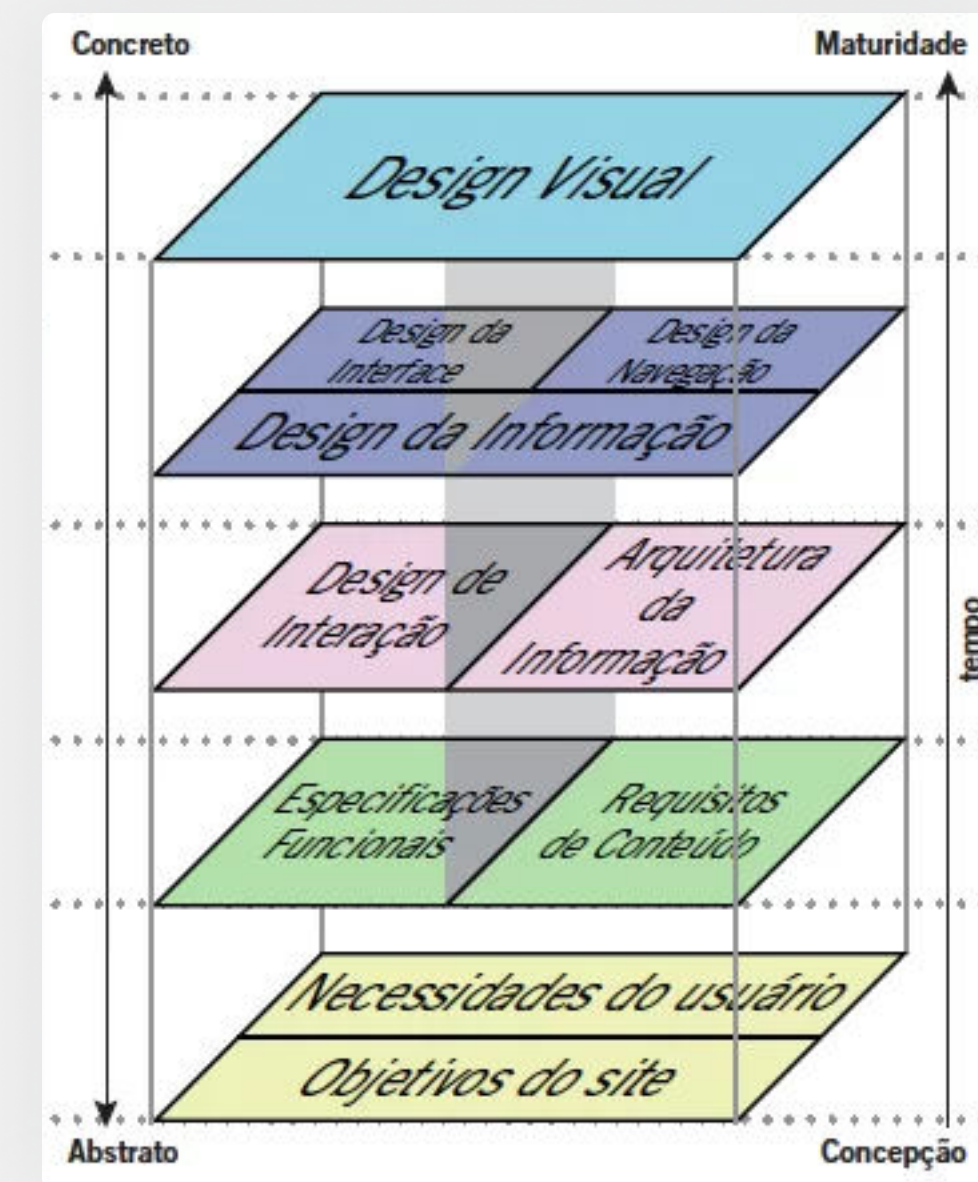 Concreto
Maturidade
Design Visual
Design da
Interface
Design da
Navegação
Design da Informação
Design de
Interação
Arquitetura
da
Informação
tempo
Especificações
Funcionais
Requisitos
de Conteúdo
Necessidades do usuário
Objetivos do site
Abstrato
Concepção